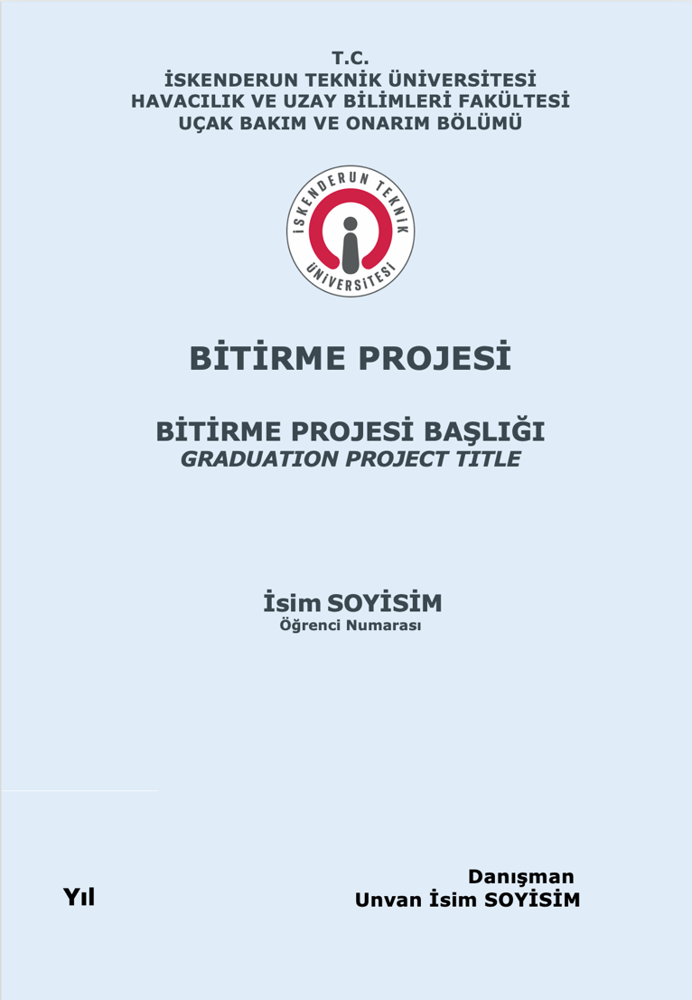 T.C.
İSKENDERUN TEKNİK ÜNİVERSİTESİ
HAVACILIK VE UZAY BİLİMLERİ FAKÜLTESİ
UÇAK BAKIM VE ONARIM BÖLÜMÜ
İSKENDERUN TEKNİK
ÜNİVERSİTESİ
BİTİRME PROJESİ
BİTİRME PROJESİ BAŞLIĞI
GRADUATION PROJECT TITLE
İsim SOYİSİM
Öğrenci Numarası
Danışman
Yıl
Unvan İsim SOYİSİM